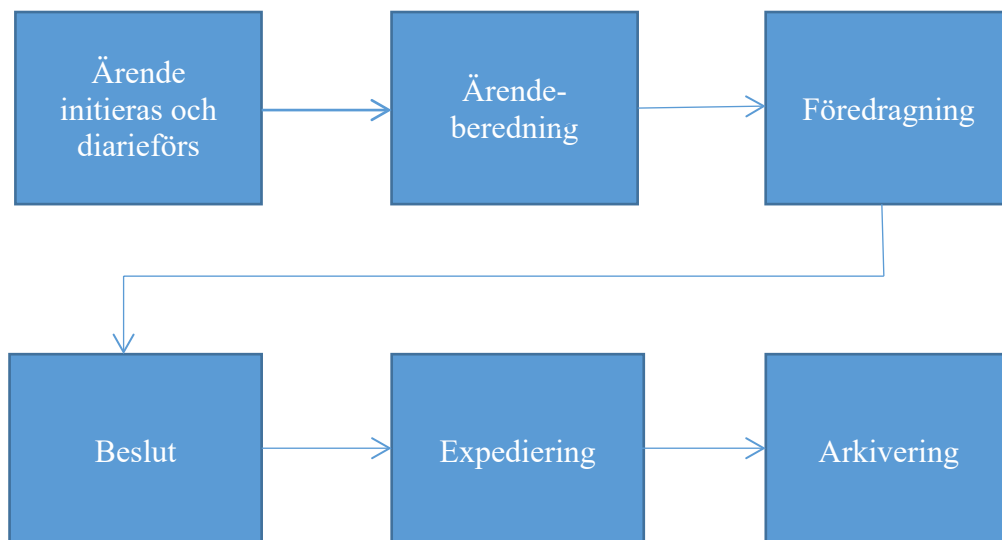 Ärende
initieras och
diarieförs
Ärende-
beredning
Föredragning
Beslut
Expediering
Arkivering